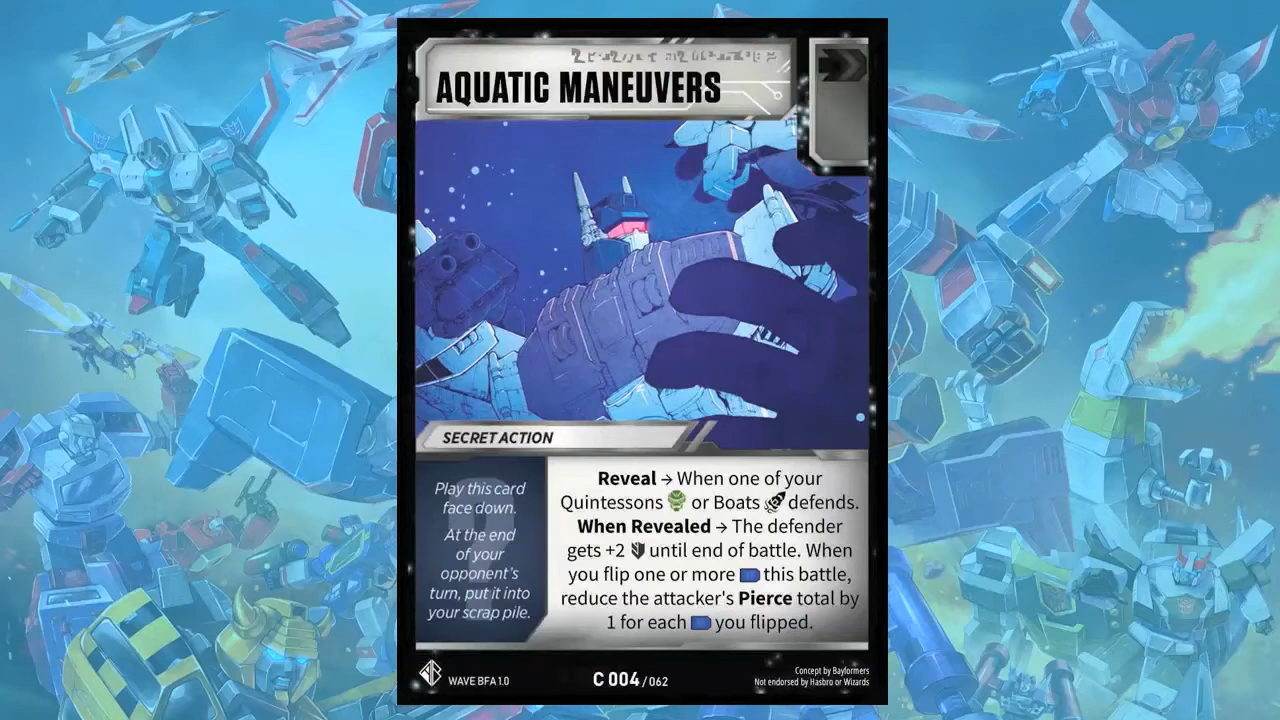 AQUATIC MANEUVERS
SECRET ACTION
Play this card
face down.
At the end
of your
opponent's
turn, put it into
your scrap pile.
Reveal → When one of your
Quintessons or Boats defends.
When Revealed → The defender
gets +2 until end of battle. When
you flip one or more this battle,
reduce the attacker's Pierce total by
1 for each you flipped.
WAVE BFA 1.0
C 004/062
Concept by Bayformers
Not endorsed by Hasbro or Wizards